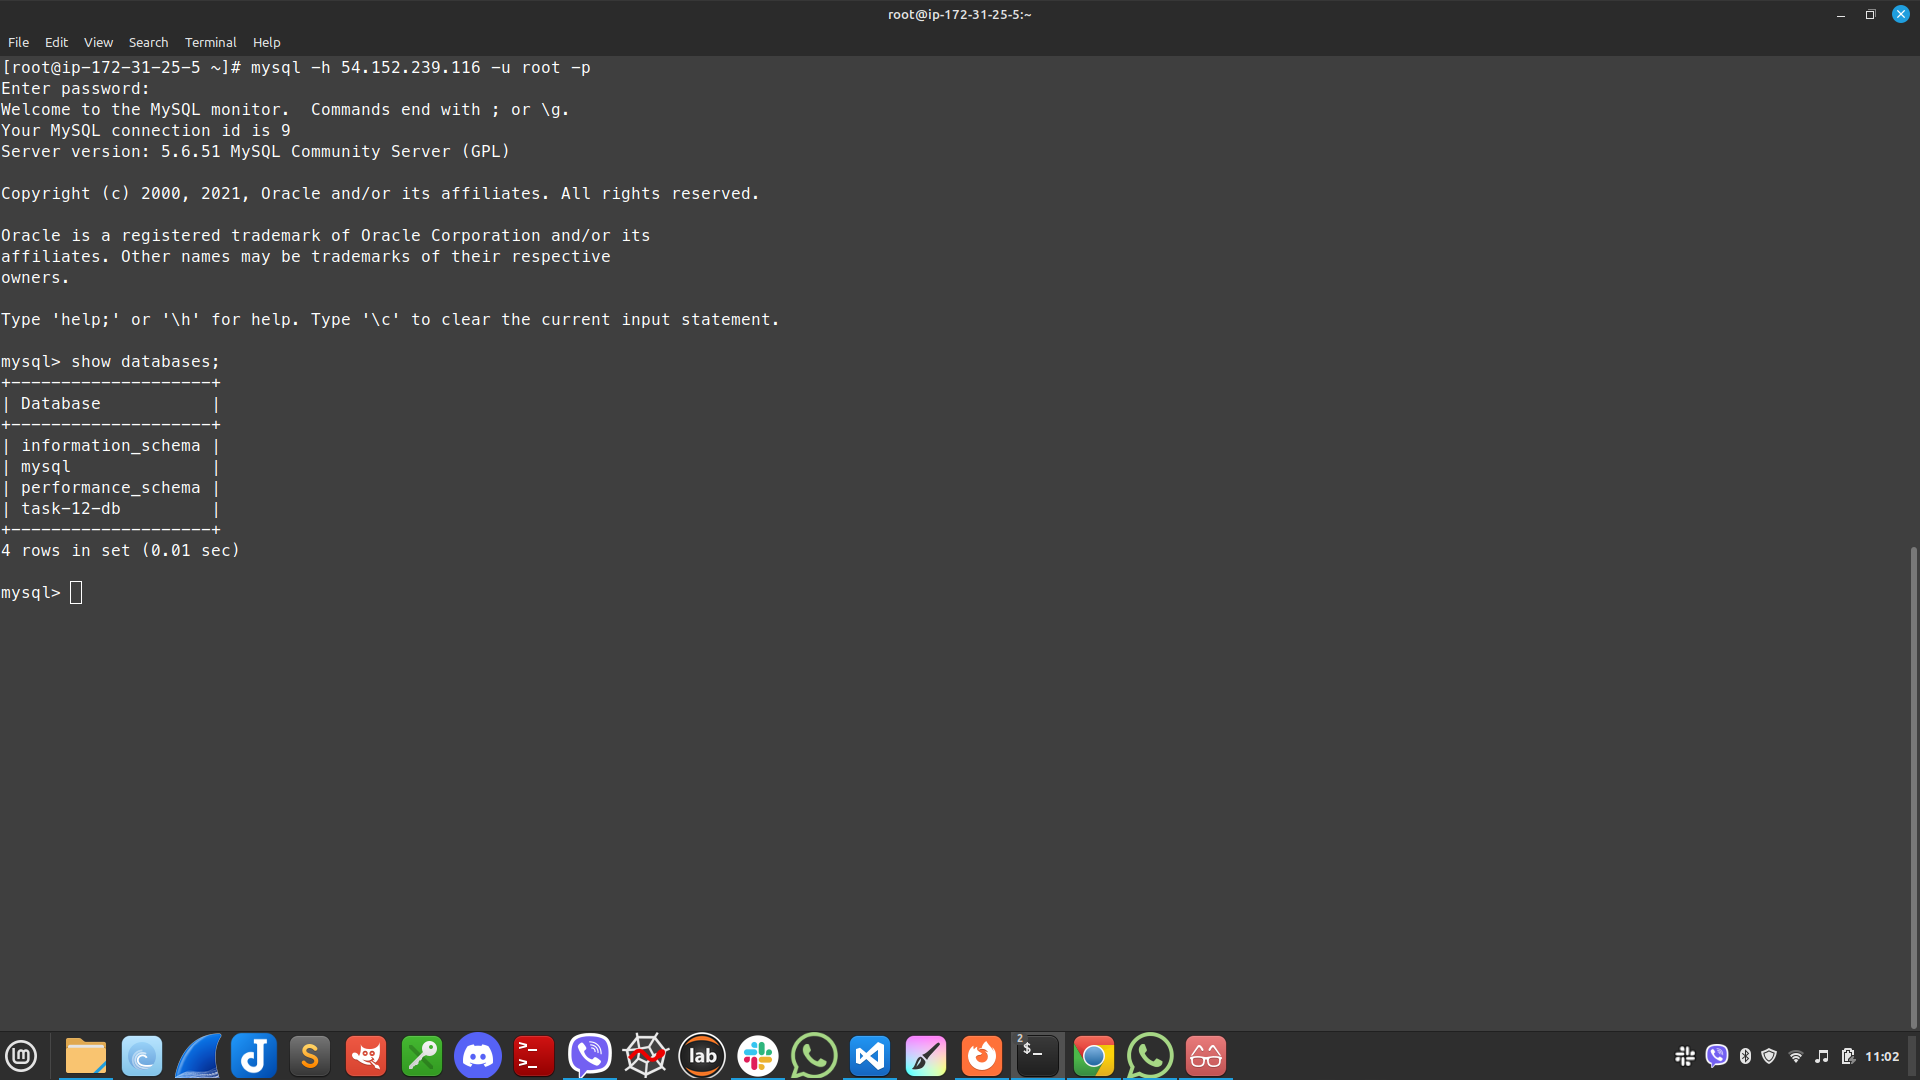 root@ip-172-31-25-5:~
File Edit View Search Terminal Help
[root@ip-172-31-25-5 ~]# mysql -h 54.152.239.116 -u root -p
Enter password:
Welcome to the MySQL monitor.  Commands end with ; or \g.
Your MySQL connection id is 9
Server version: 5.6.51 MySQL Community Server (GPL)
Copyright (c) 2000, 2021, Oracle and/or its affiliates. All rights reserved.
Oracle is a registered trademark of Oracle Corporation and/or its
affiliates. Other names may be trademarks of their respective
owners.
Type 'help;' or '\h' for help. Type '\c' to clear the current input statement.
mysql> show databases;
+--------------------+
| Database           |
+--------------------+
| information_schema |
| mysql              |
| performance_schema |
| task-12-db         |
+--------------------+
4 rows in set (0.01 sec)
mysql>
S
>_
>_
lab
2
$_
11:02